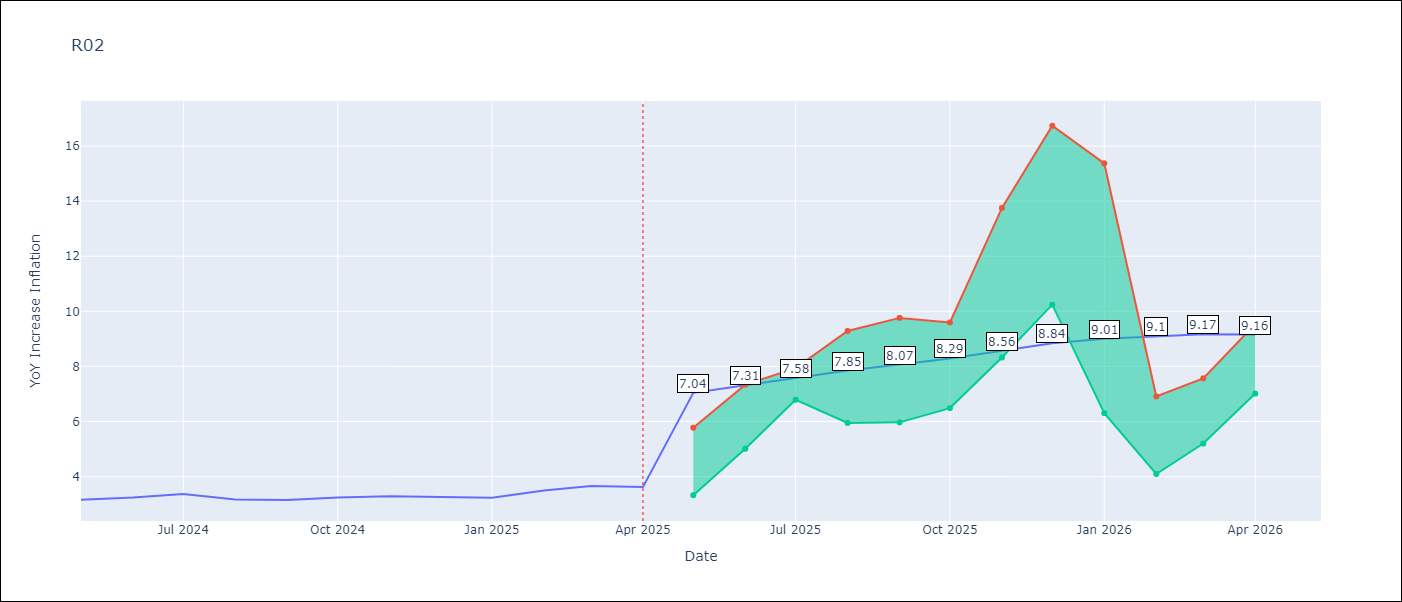 R02
YoY Increase Inflation
16
14
12
10
8
6
4
7.04
7.31
7.58
7.85
8.07
8.29
8.56
8.84
9.01
9.1
9.17
9.16
Jul 2024
Oct 2024
Jan 2025
Apr 2025
Jul 2025
Oct 2025
Jan 2026
Apr 2026
Date